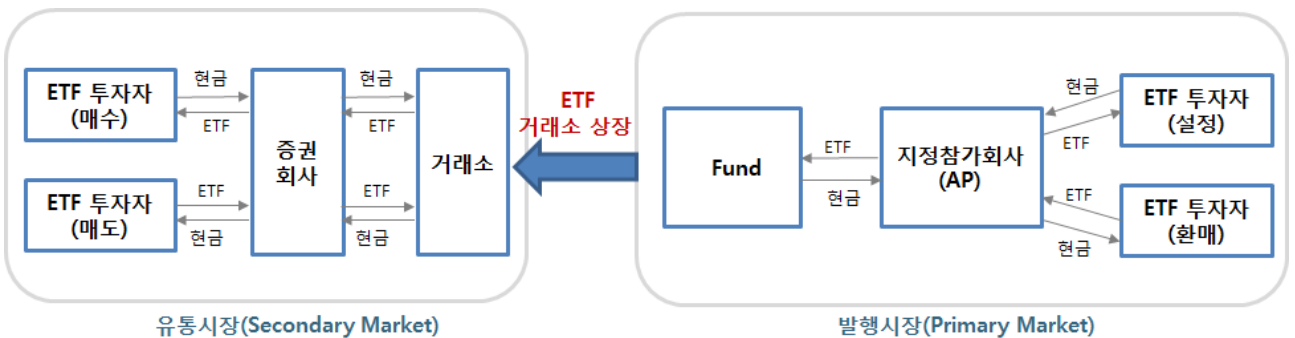 ETF 투자자
(매수)
현금
ETF
ETF 투자자
(매도)
ETF
현금
증권
회사
현금
ETF
ETF
현금
거래소
ETF
거래소 상장
Fund
ETF
현금
지정참가회사
(AP)
현금
ETF
ETF
현금
ETF 투자자
(설정)
ETF 투자자
(환매)
유통시장(Secondary Market)
발행시장(Primary Market)